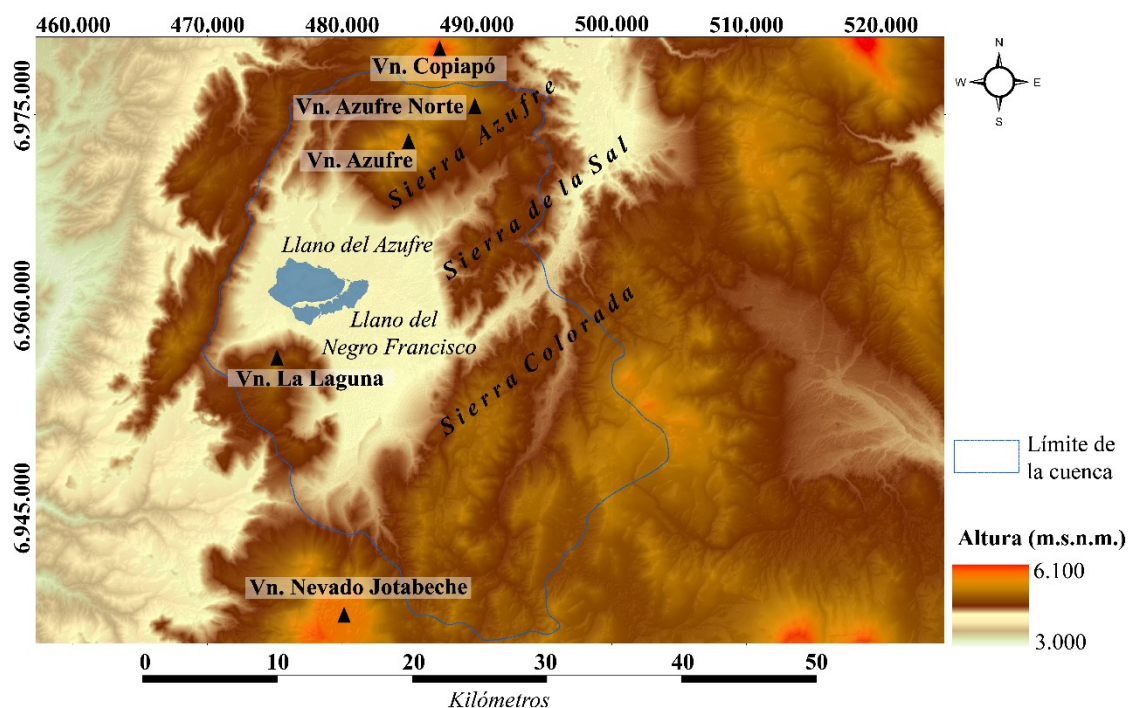 460.000 470.000 480.000 490.000 500.000 510.000 520.000
N
W E
S
6.975.000
6.960.000
6.945.000
Vn. Copiapó
Vn. Azufre Norte
Vn. Azufre
Sierra Azufre
Sierra de la Sal
Llano del Azufre
Llano del
Negro Francisco
Sierra Colorada
Vn. La Laguna
Vn. Nevado Jotabeche
Límite de
la cuenca
Altura (m.s.n.m.)
6.100
3.000
0 10 20 30 40 50
Kilómetros